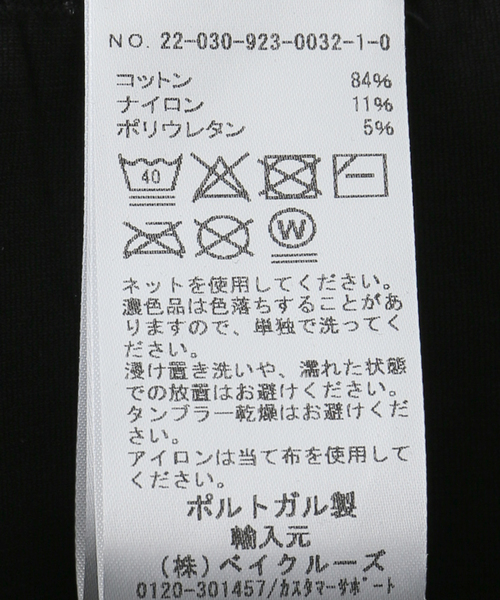 NO. 22-030-923-0032-1-0
コットン 84%
ナイロン 11%
ポリウレタン 5%
40
W
ネットを使用してください。
濃色品は色落ちすることがあ
りますので、単独で洗ってく
ださい。
浸け置き洗いや、濡れた状態
での放置はお避けください。
タンブラー乾燥はお避けくだ
さい。
アイロンは当て布を使用して
ください。
ポルトガル製
輸入元
(株)ベイクルーズ
0120-301457/カスタマーサポート